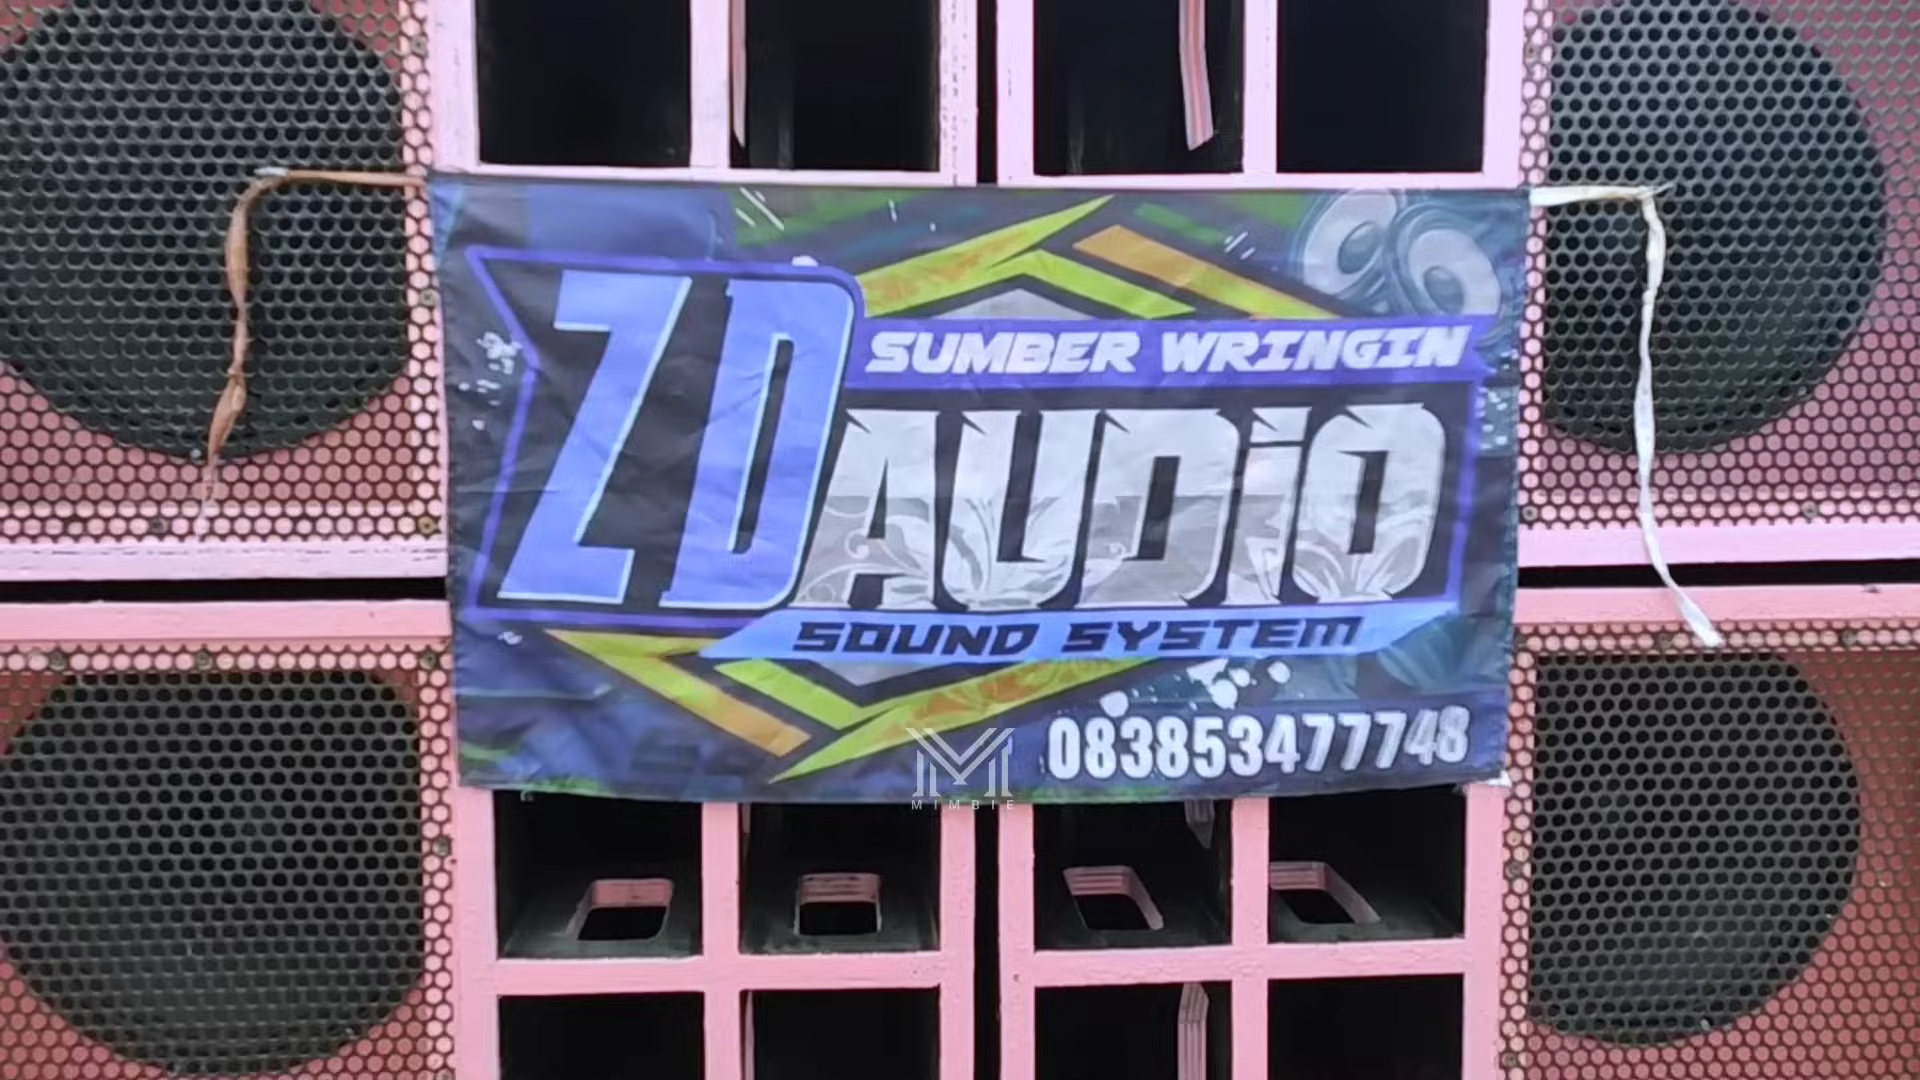 ZD
SUMBER WRINGIN
AUDiO
SOUND SYSTEM
083853477748
MIMBIE